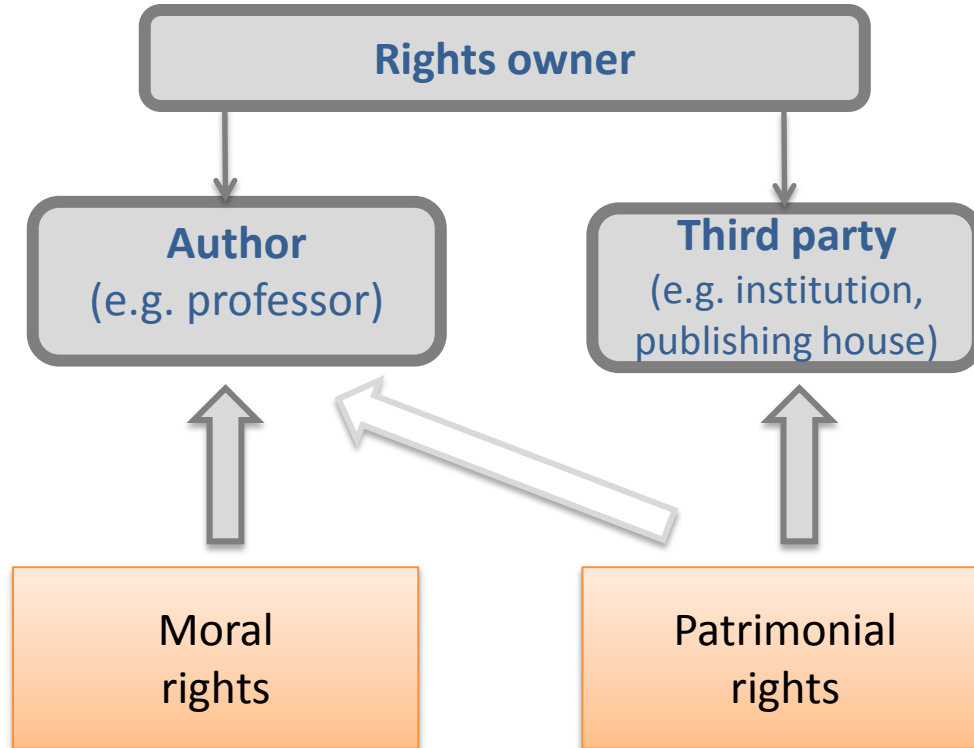 Rights owner
Author
(e.g. professor)
Third party
(e.g. institution,
publishing house)
Moral
rights
Patrimonial
rights